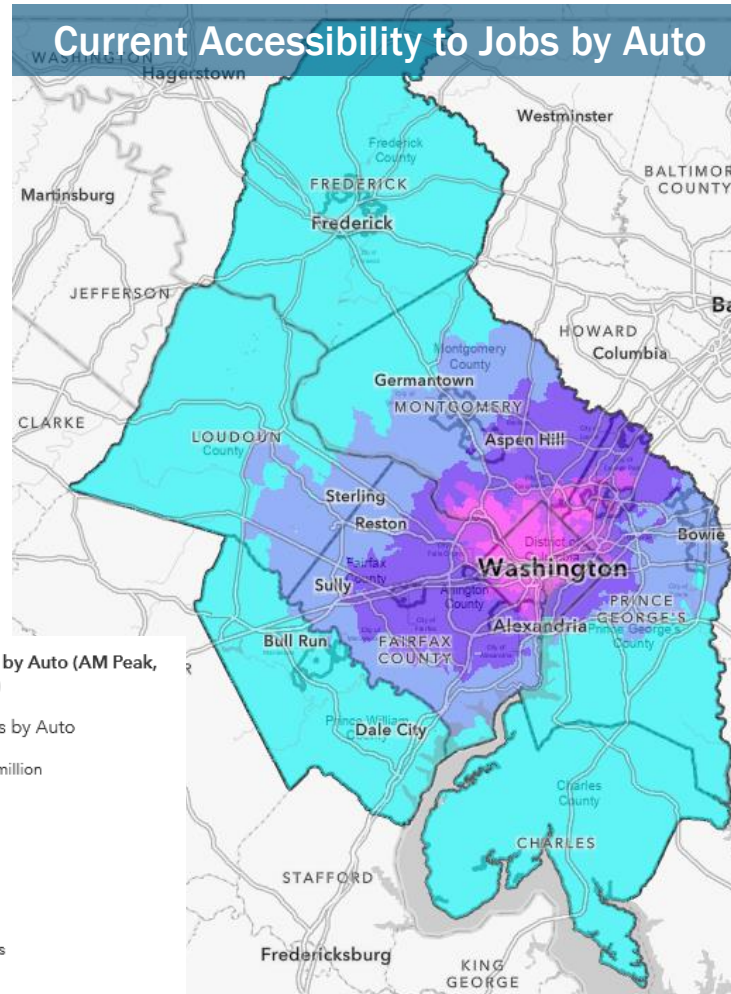 Current Accessibility to Jobs by Auto
WASHINGTON
Hagerstown
Westminster
Frederick
County
BALTIMOR
COUNTY
FREDERICK
Martinsburg
Frederick
JEFFERSON
Ba
HOWARD
Columbia
Montgomery
County
Germantown
MONTGOMERY
CLARKE
LOUDOUN
County
Aspen Hill
Sterling
Reston
Bowie
District of
Columbia
Washington
Fairfax
County
Sully
Arlington
County
PRINCE
GEORGE'S
Prince George's
County
Alexandria
Bull Run
FAIRFAX
COUNTY
R
by Auto (AM Peak,
s by Auto
million
s
Prince William
County
Dale City
Charles
County
CHARLES
STAFFORD
Fredericksburg
KING
GEORGE